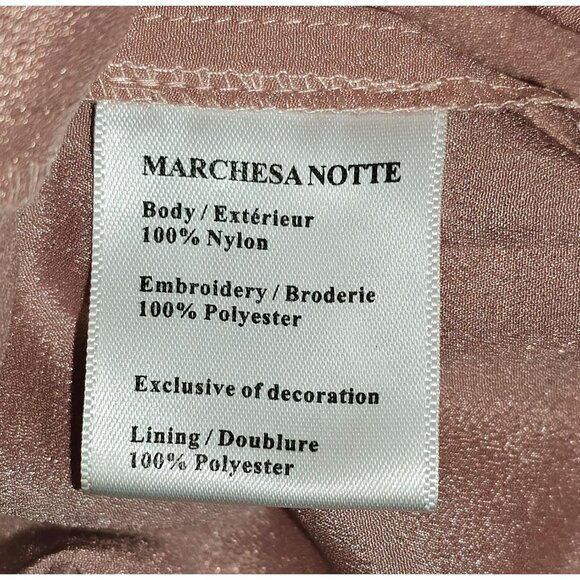 MARCHESA NOTTE
Body / Extérieur
100% Nylon
Embroidery / Broderie
100% Polyester
Exclusive of decoration
Lining / Doublure
100% Polyester